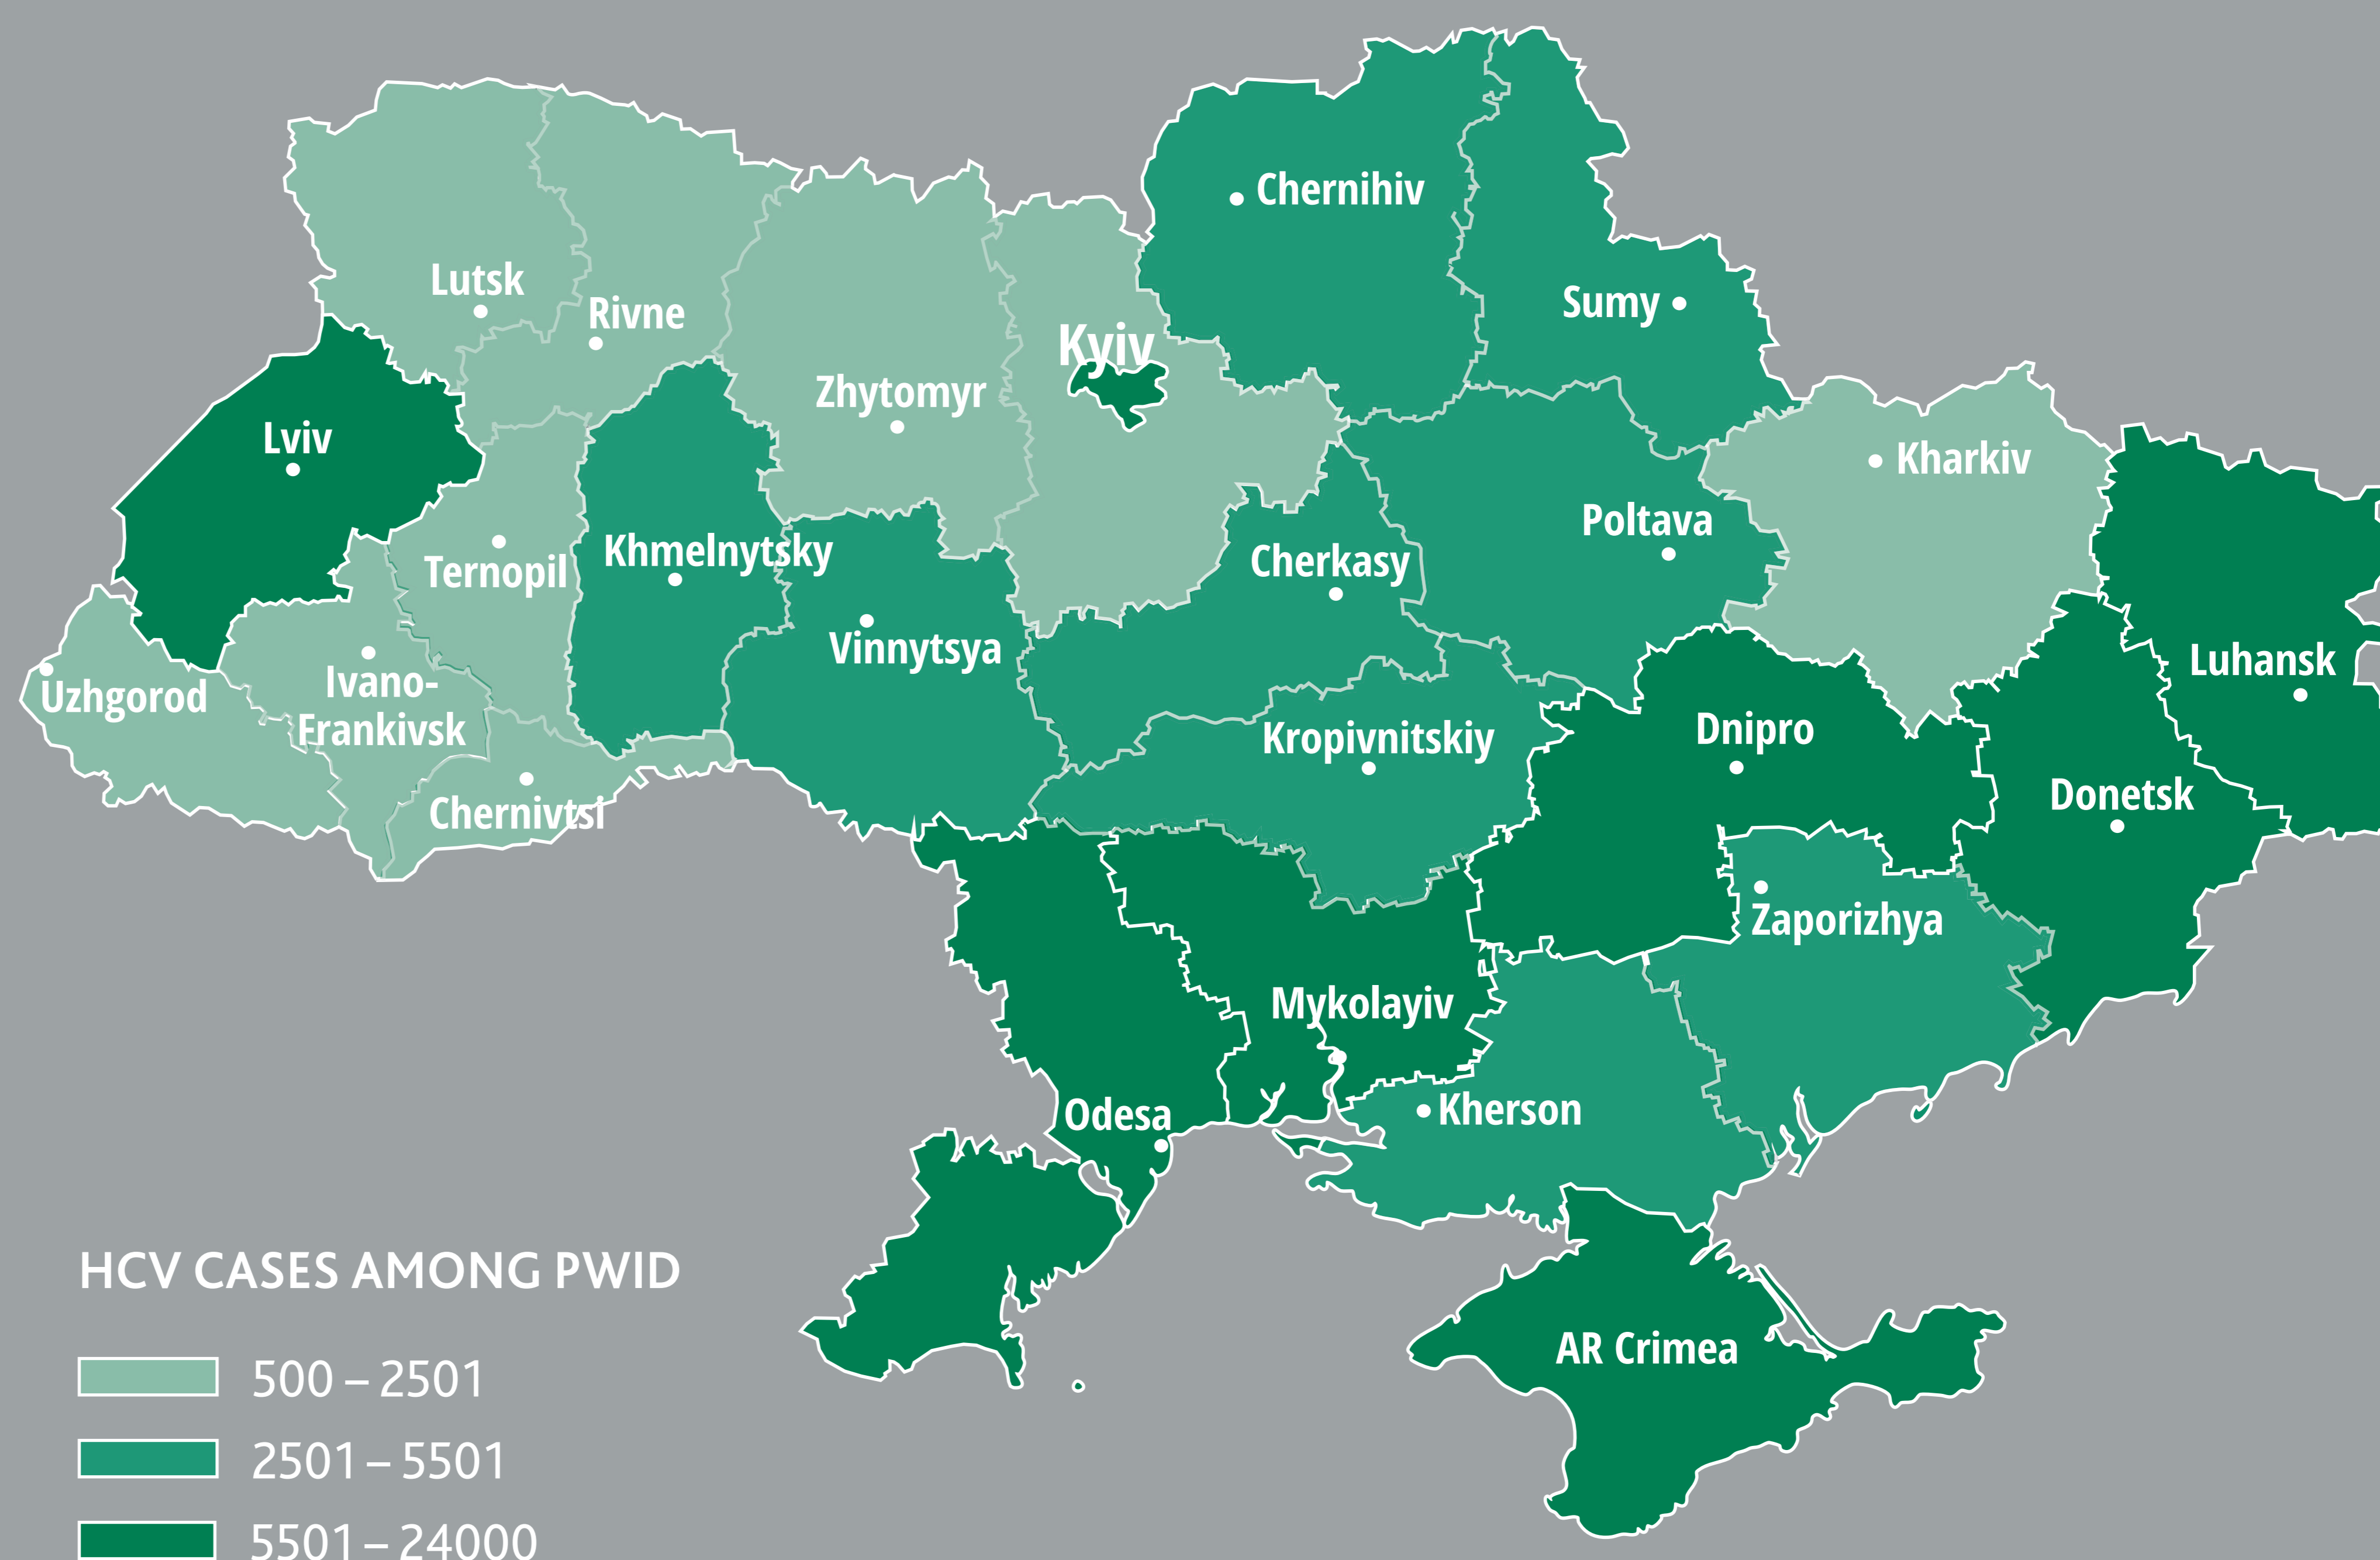 Chernihiv
Lutsk
Rivne
Sumy
Kyiv
Zhytomyr
Lviv
Kharkiv
Poltava
Ternopil
Khmelnytsky
Cherkasy
Vinnytsya
Luhansk
Uzhgorod
Ivano-
Frankivsk
Kropivnitskiy
Dnipro
Chernivtsi
Donetsk
Zaporizhya
Mykolayiv
Odesa
Kherson
AR Crimea
HCV CASES AMONG PWID
500 – 2501
2501 – 5501
5501 – 24000